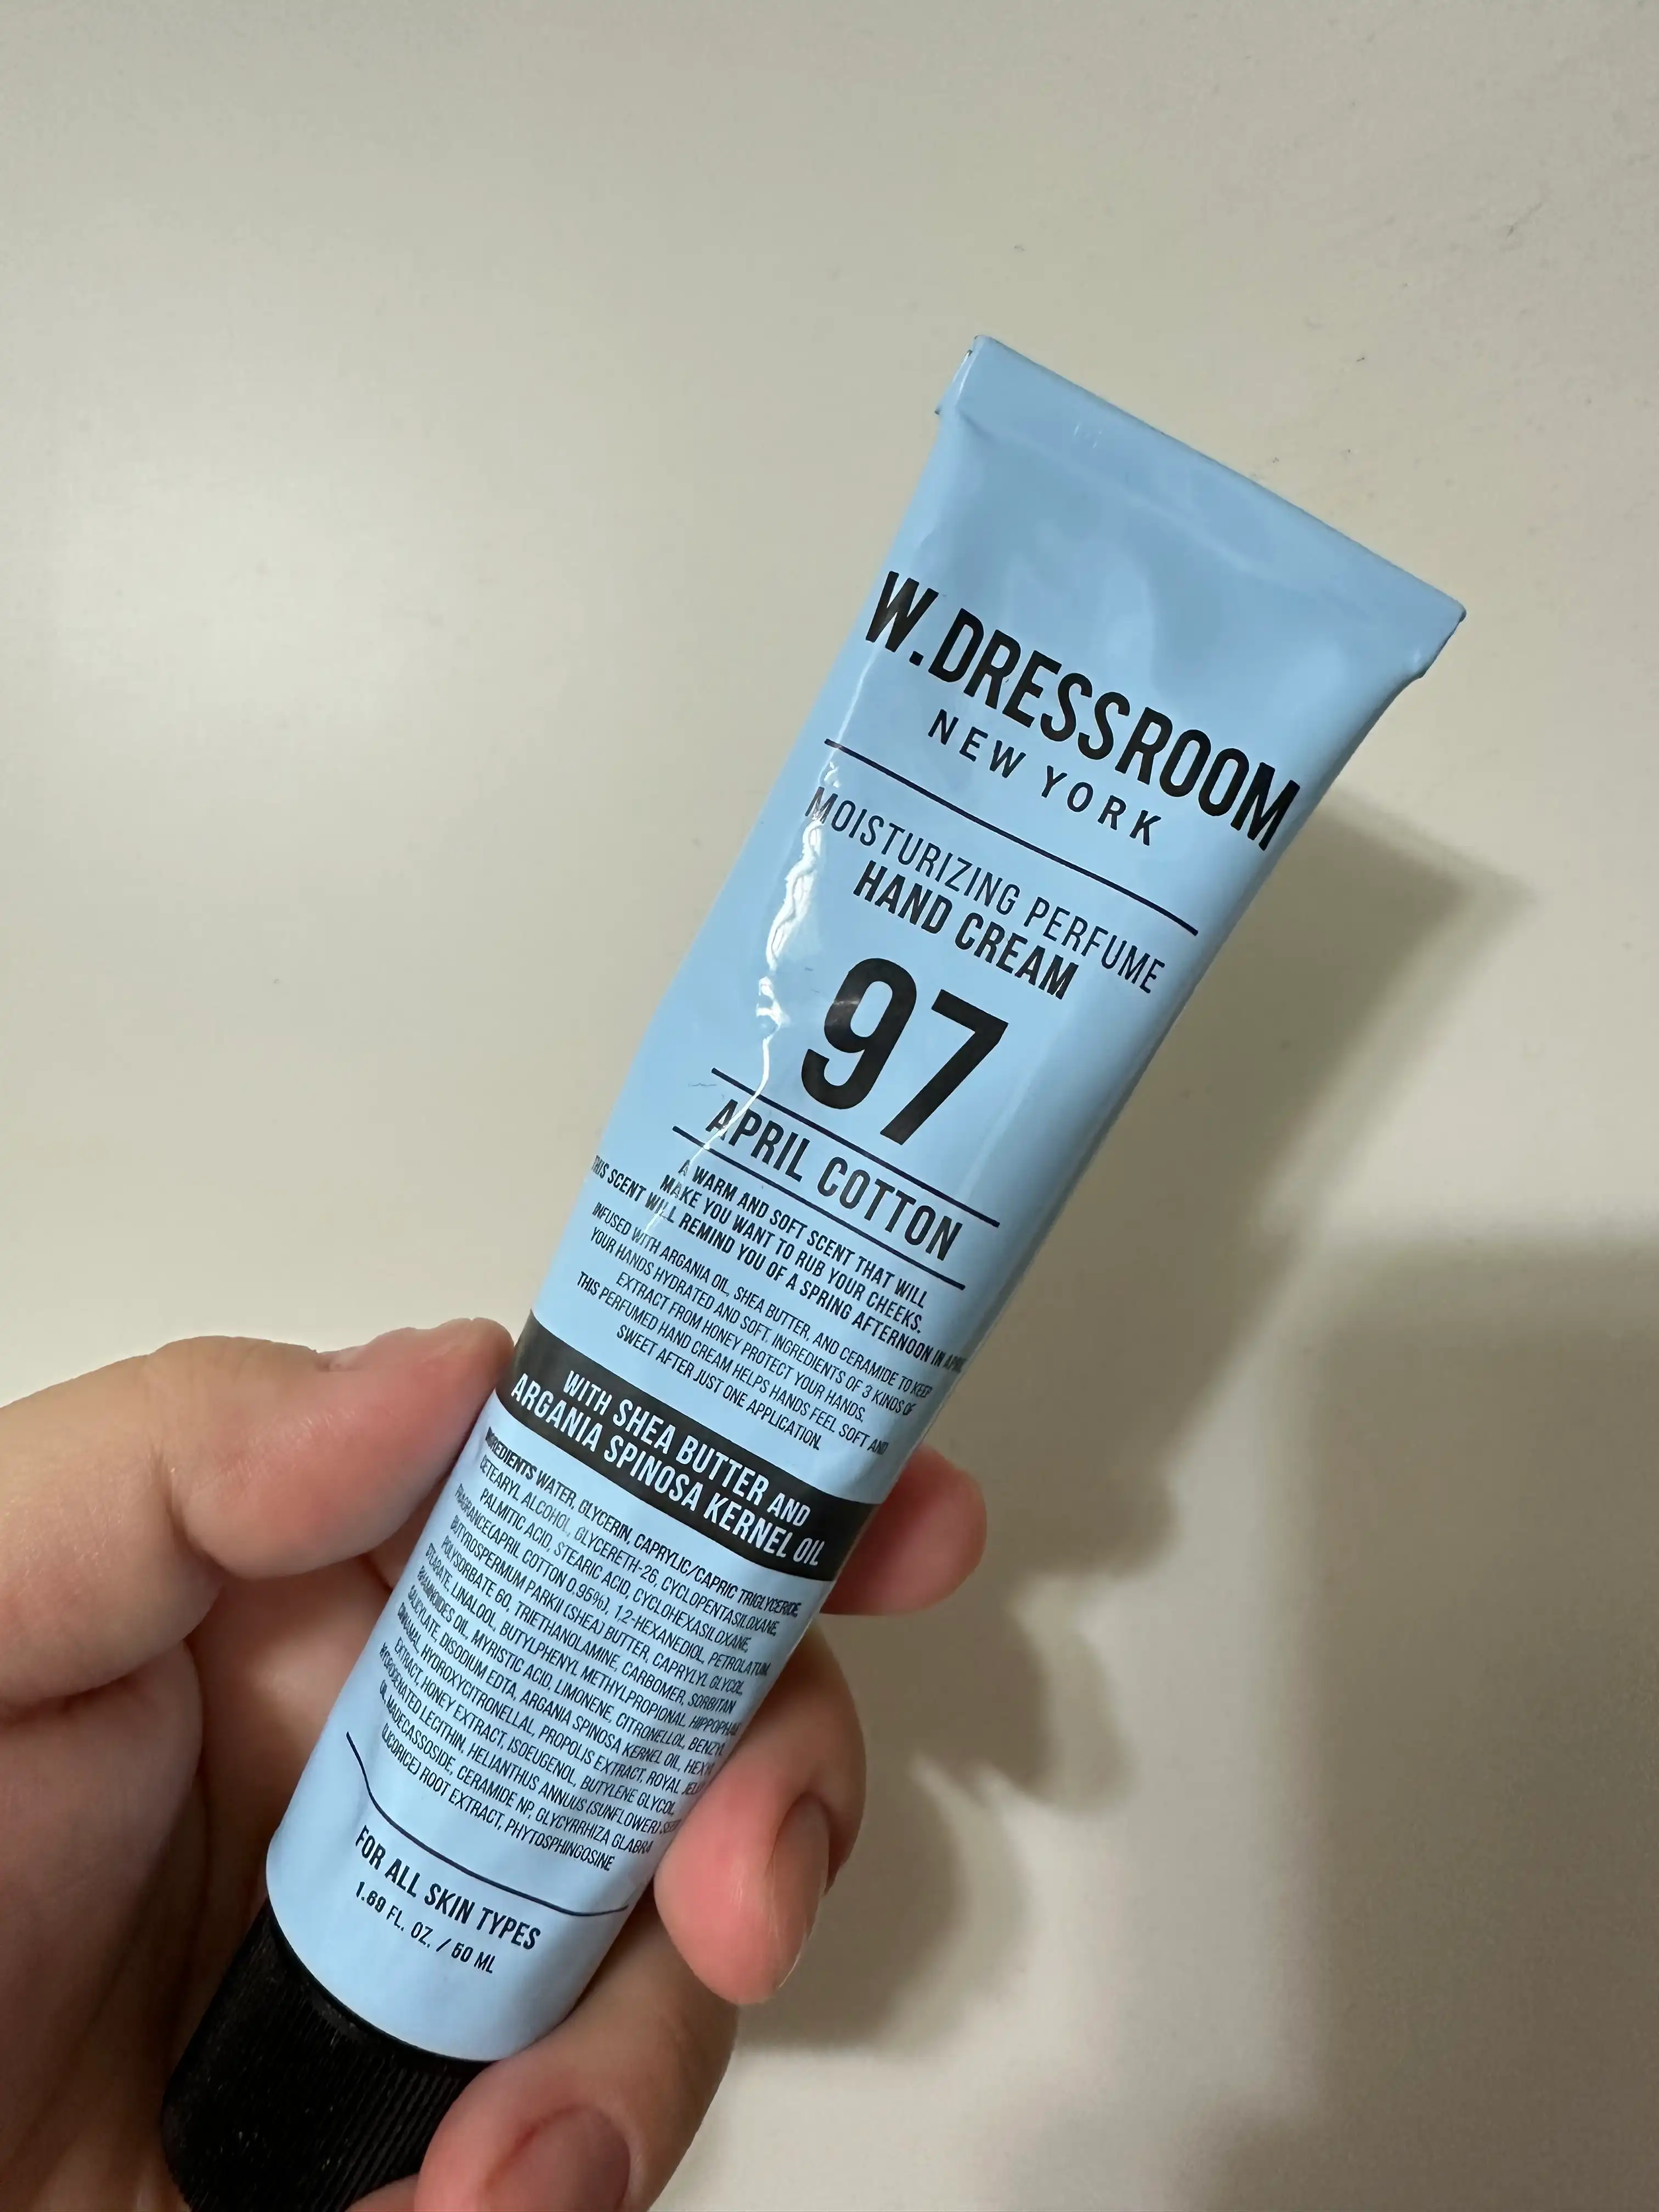 W.DRESSROOM
NEW YORK
MOISTURIZING PERFUME
HAND CREAM
97
APRIL COTTON
A WARM AND SOFT SCENT THAT WILL
MAKE YOU WANT TO RUB YOUR CHEEKS.
THIS SCENT WILL REMIND YOU OF A SPRING AFTERNOON IN
INFUSED WITH ARGANIA OIL, SHEA BUTTER, AND CERAMIDE TO KEEP
YOUR HANDS HYDRATED AND SOFT. INGREDIENTS OF 3 KINDS OF
EXTRACT FROM HONEY PROTECT YOUR HANDS.
THIS PERFUMED HAND CREAM HELPS HANDS FEEL SOFT AND
SWEET AFTER JUST ONE APPLICATION.
WITH SHEA BUTTER AND
ARGANIA SPINOSA KERNEL OIL
INGREDIENTS WATER, GLYCERIN, CAPRYLIC/CAPRIC TRIGLYCERIDE,
CETEARYL ALCOHOL, GLYCERETH-26, CYCLOPENTASILOXANE,
PALMITIC ACID, STEARIC ACID, CYCLOHEXASILOXANE,
FRAGRANCE(APRIL COTTON 0.95%), 1,2-HEXANEDIOL, PETROLATUM,
BUTYROSPERMUM PARKII (SHEA) BUTTER, CAPRYLYL GLYCOL,
POLYSORBATE 60, TRIETHANOLAMINE, CARBOMER, SORBITAN
STEARATE, LINALOOL, BUTYLPHENYL METHYLPROPIONAL, HIPPOPHAE
RHAMNOIDES OIL, MYRISTIC ACID, LIMONENE, CITRONELLOL, BENZYL
SALICYLATE, DISODIUM EDTA, ARGANIA SPINOSA KERNEL OIL, HEXYL
CINNAMAL, HYDROXYCITRONELLAL, PROPOLIS EXTRACT, ROYAL JELLY
EXTRACT, HONEY EXTRACT, ISOEUGENOL, BUTYLENE GLYCOL,
HYDROGENATED LECITHIN, HELIANTHUS ANNUUS (SUNFLOWER) SEED
OIL, MADECASSOSIDE, CERAMIDE NP, GLYCYRRHIZA GLABRA
(LICORICE) ROOT EXTRACT, PHYTOSPHINGOSINE
FOR ALL SKIN TYPES
1.69 FL. OZ. / 50 ML